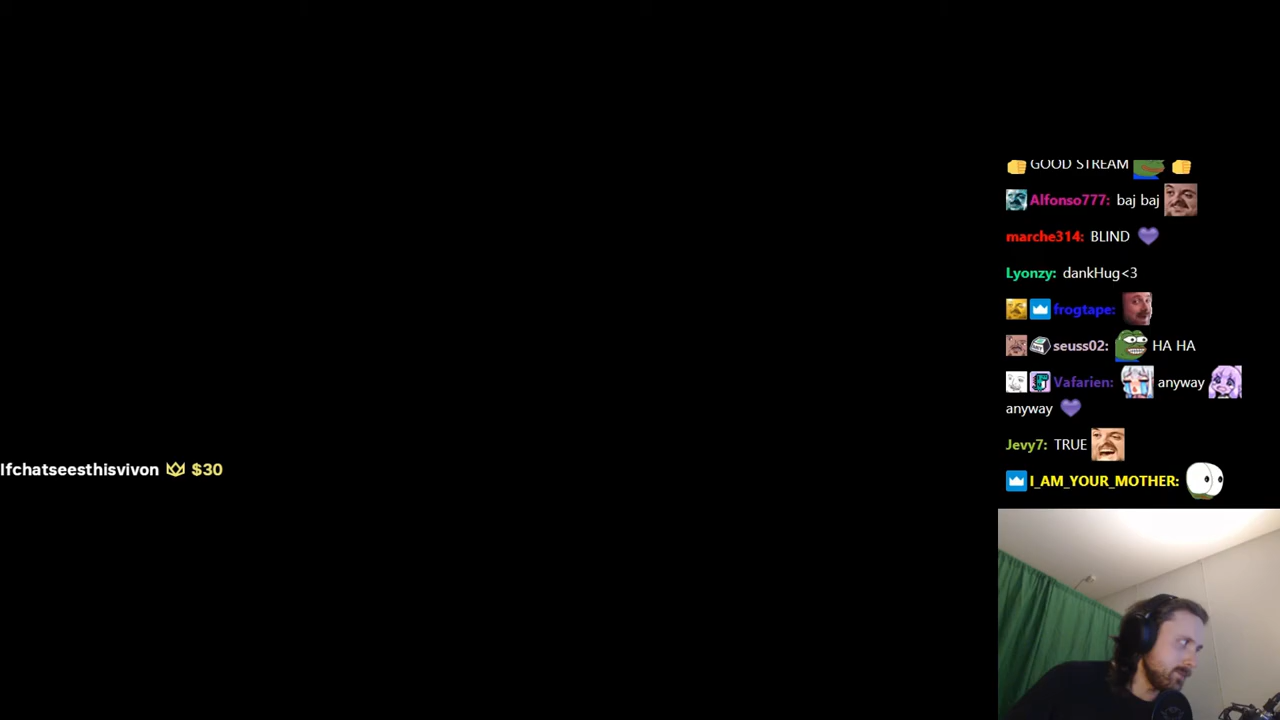 GOOD STREAM
Alfonso777: baj baj
marche314: BLIND
Lyonzy: dankHug<3
frogtape:
seuss02: HA HA
Vafarien: anyway
anyway
Jevy7: TRUE
lfchatseesthisvivon $30
I_AM_YOUR_MOTHER: